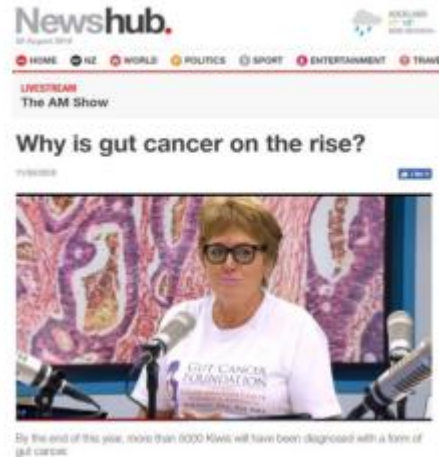 Newshub.
HOME NZ WORLD POLITICS SPORT ENTERTAINMENT TRAVE
LIVESTREAM
The AM Show
Why is gut cancer on the rise?
GUT CANCER
FOUNDATION
By the end of this year, more than 6000 Kiwis will have been diagnosed with a form of
gut cancer.